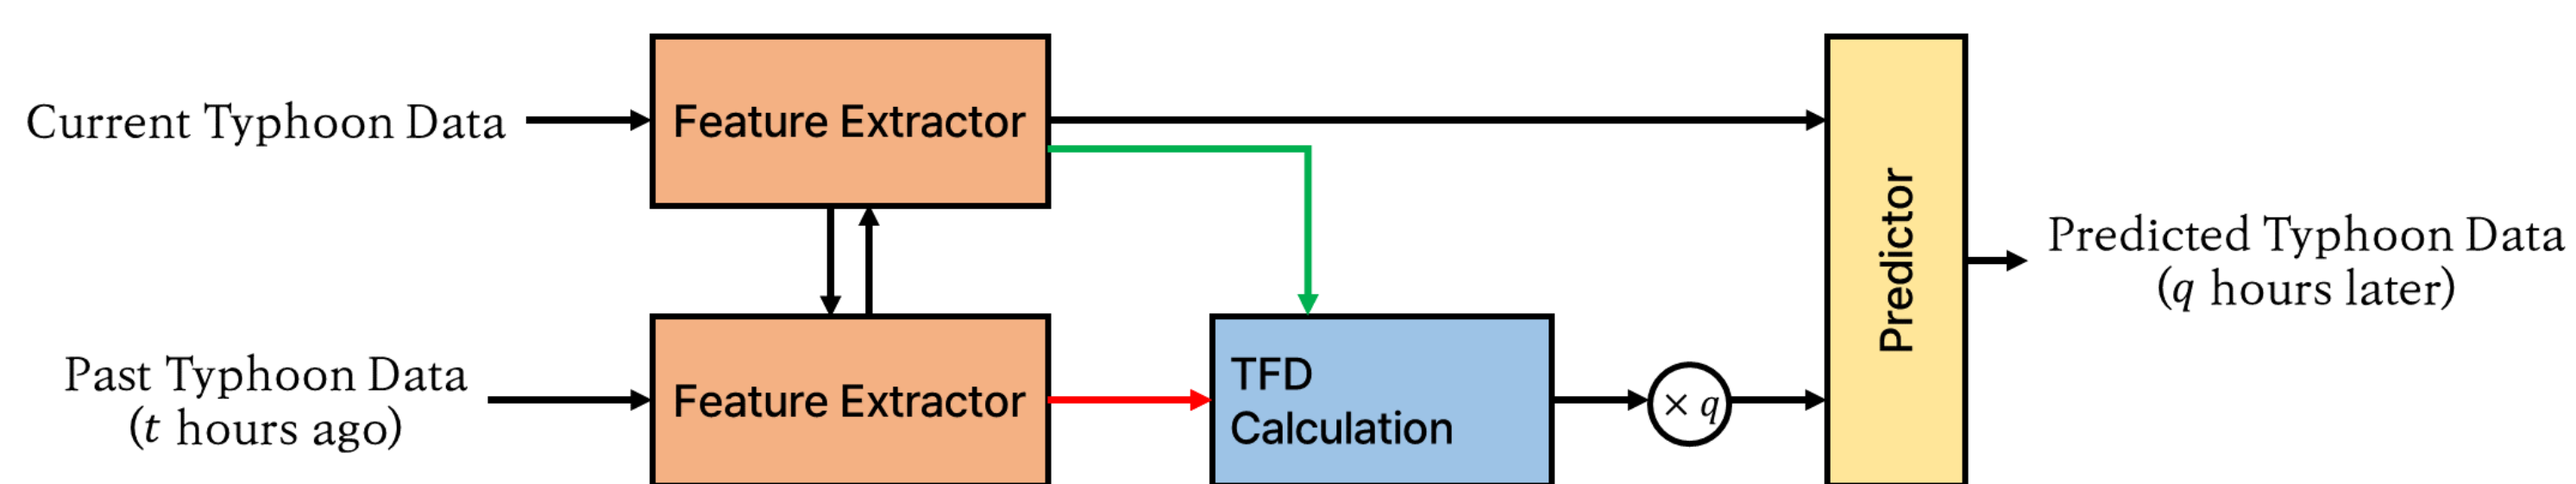 Current Typhoon Data
Feature Extractor
Predictor
Predicted Typhoon Data
(q hours later)
Past Typhoon Data
(t hours ago)
Feature Extractor
TFD
Calculation
× q